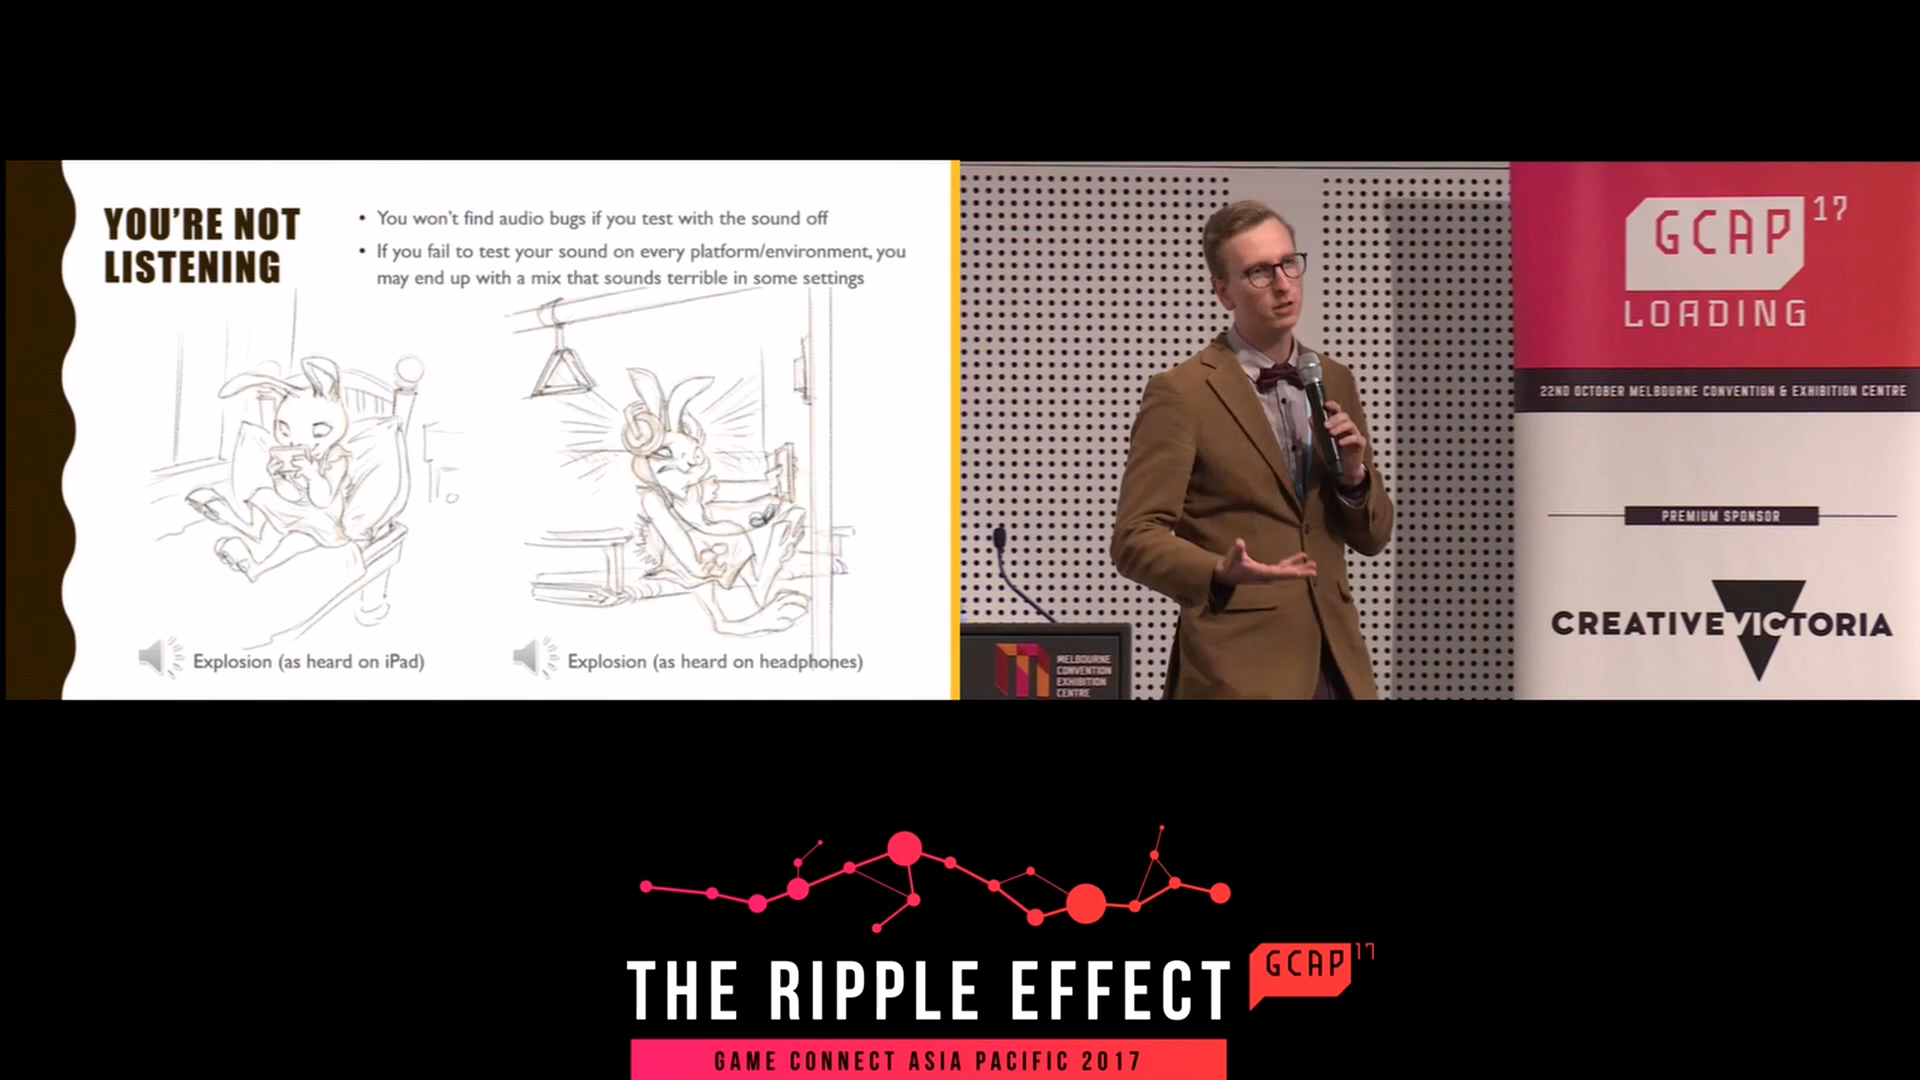 YOU'RE NOT
LISTENING
• You won't find audio bugs if you test with the sound off
• If you fail to test your sound on every platform/environment, you
may end up with a mix that sounds terrible in some settings
Explosion (as heard on iPad)
Explosion (as heard on headphones)
GCAP 17
LOADING
22ND OCTOBER MELBOURNE CONVENTION & EXHIBITION CENTRE
PREMIUM SPONSOR
CREATIVE VICTORIA
MELBOURNE
CONVENTION
EXHIBITION
CENTRE
THE RIPPLE EFFECT
GCAP 17
GAME CONNECT ASIA PACIFIC 2017